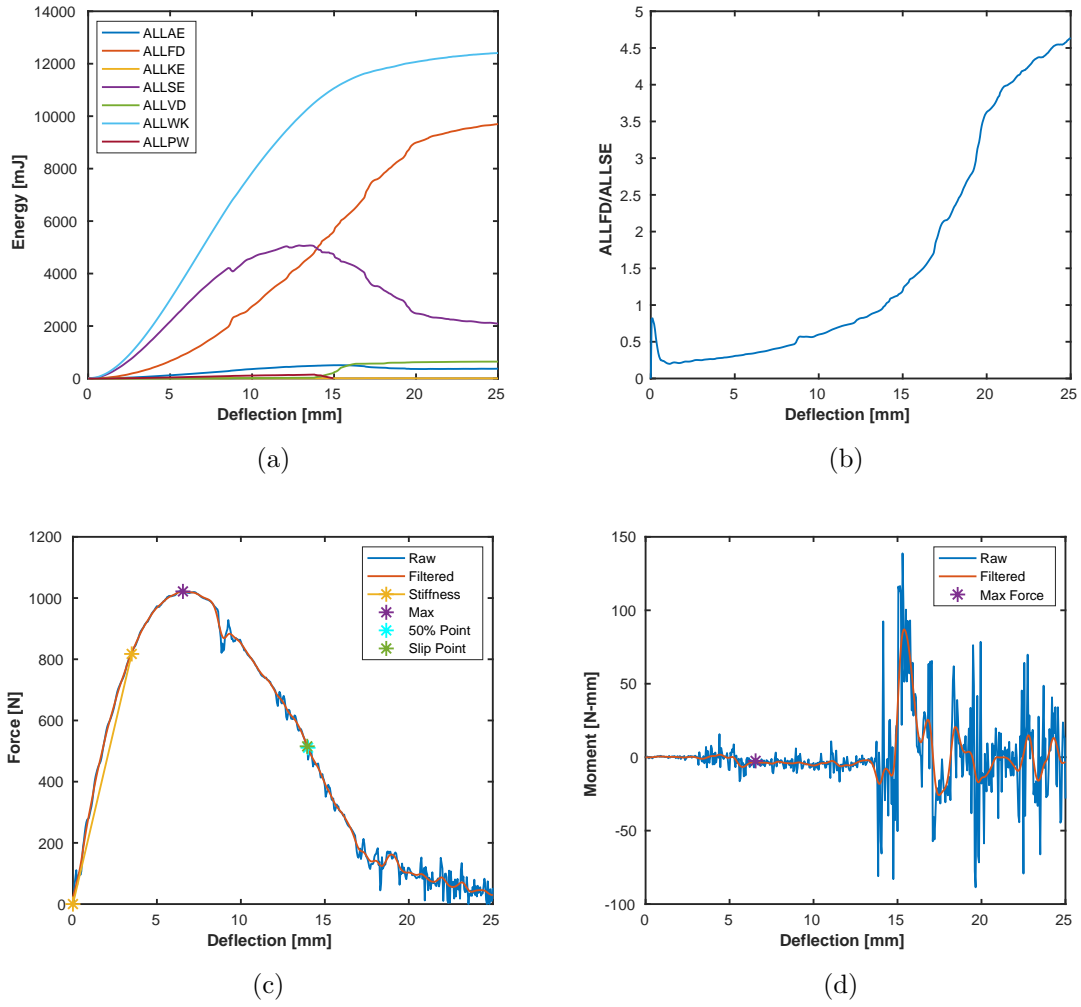 14000
12000
10000
8000
6000
4000
2000
0
Energy [mJ]
ALLAE
ALLFD
ALLKE
ALLSE
ALLVD
ALLWK
ALLPW
0 5 10 15 20 25
Deflection [mm]
(a)
5
4.5
4
3.5
3
2.5
2
1.5
1
0.5
0
ALLFD/ALLSE
0 5 10 15 20 25
Deflection [mm]
(b)
1200
1000
800
600
400
200
0
Force [N]
Raw
Filtered
Stiffness
Max
50% Point
Slip Point
0 5 10 15 20 25
Deflection [mm]
(c)
150
100
50
0
-50
-100
Moment [N-mm]
Raw
Filtered
Max Force
0 5 10 15 20 25
Deflection [mm]
(d)